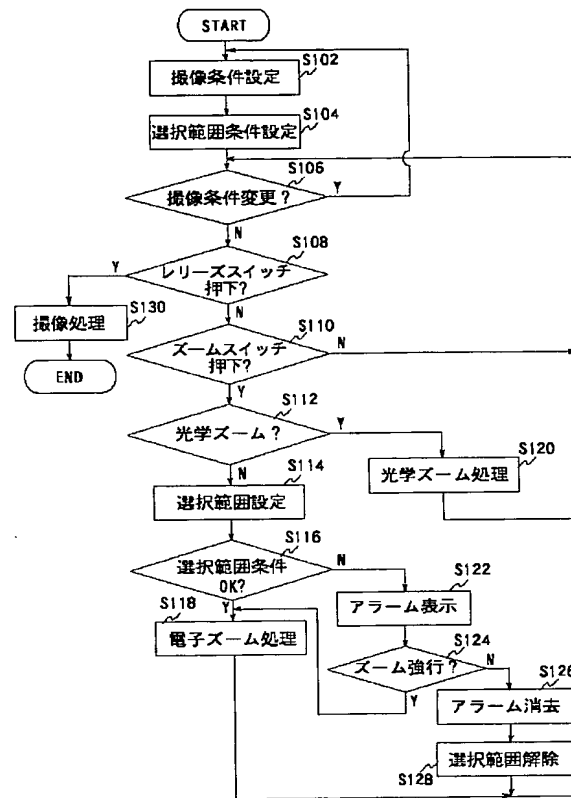 START
S102
撮像条件設定
S104
選択範囲条件設定
S106
撮像条件変更？
Y
N
S108
レリーズスイッチ
押下？
Y
N
S130
撮像処理
END
S110
ズームスイッチ
押下？
N
Y
S112
光学ズーム？
Y
N
S120
光学ズーム処理
S114
選択範囲設定
S116
選択範囲条件
OK?
N
Y
S118
電子ズーム処理
S122
アラーム表示
S124
ズーム強行？
N
Y
S126
アラーム消去
選択範囲解除
S128